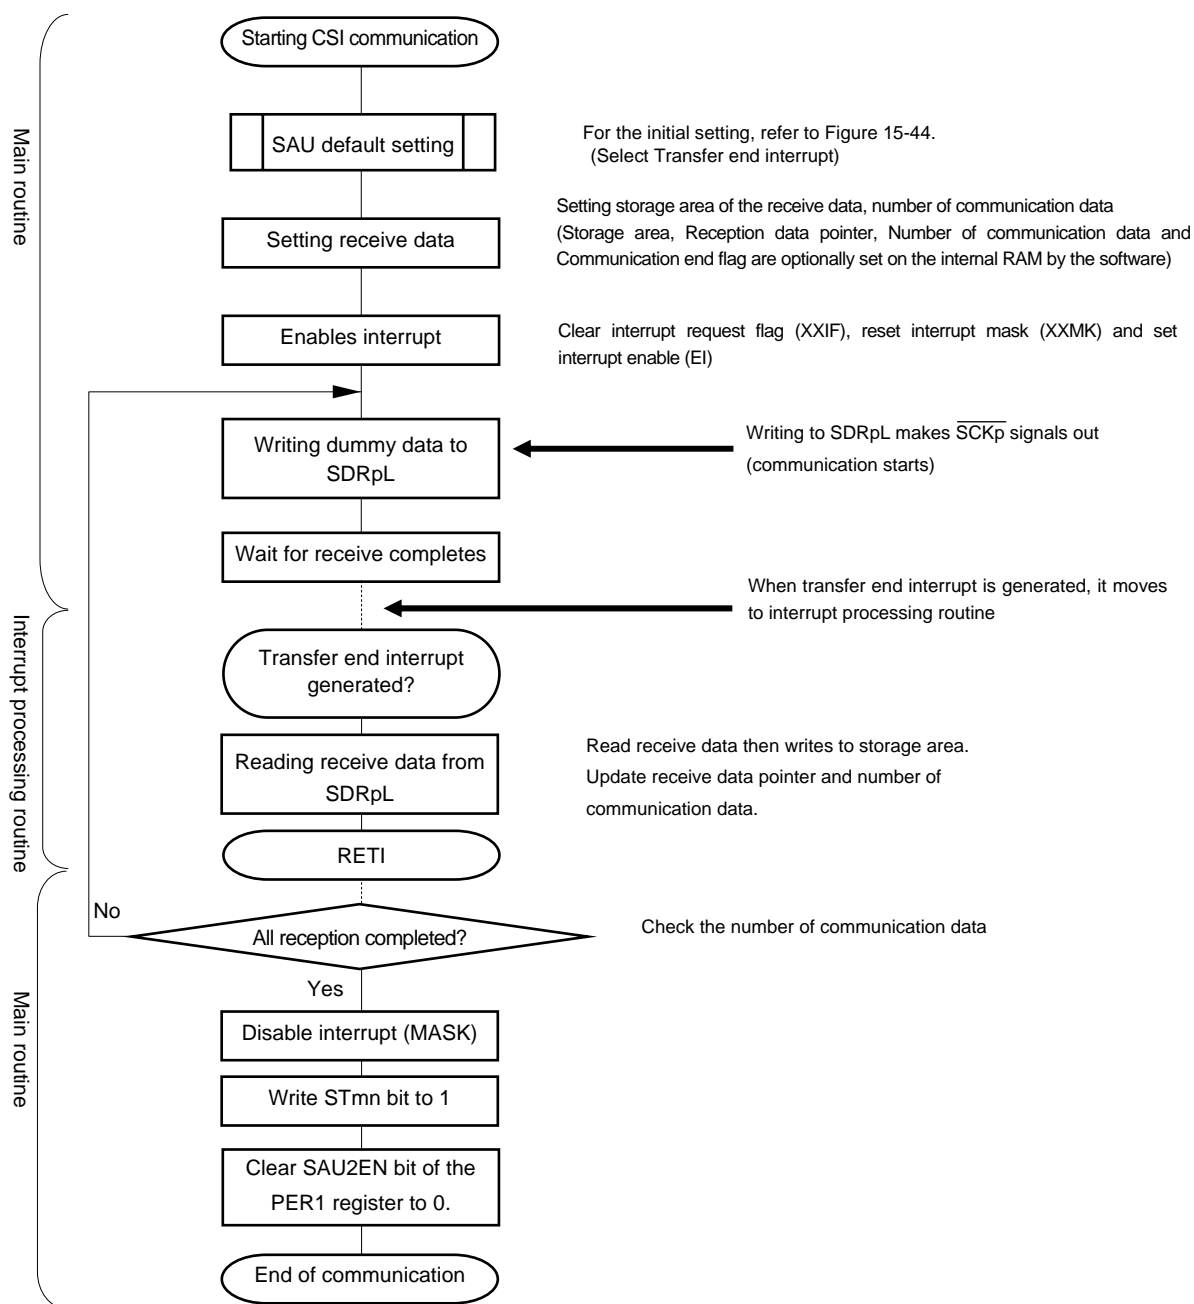 Starting CSI communication
Main routine
SAU default setting
For the initial setting, refer to Figure 15-44.
(Select Transfer end interrupt)
Setting receive data
Setting storage area of the receive data, number of communication data
(Storage area, Reception data pointer, Number of communication data and
Communication end flag are optionally set on the internal RAM by the software)
Enables interrupt
Clear interrupt request flag (XXIF), reset interrupt mask (XXMK) and set
interrupt enable (EI)
Writing dummy data to
SDRpL
Writing to SDRpL makes SCKp signals out
(communication starts)
Wait for receive completes
When transfer end interrupt is generated, it moves
to interrupt processing routine
Interrupt processing routine
Transfer end interrupt
generated?
Reading receive data from
SDRpL
Read receive data then writes to storage area.
Update receive data pointer and number of
communication data.
RETI
No
All reception completed?
Check the number of communication data
Yes
Main routine
Disable interrupt (MASK)
Write STmn bit to 1
Clear SAU2EN bit of the
PER1 register to 0.
End of communication